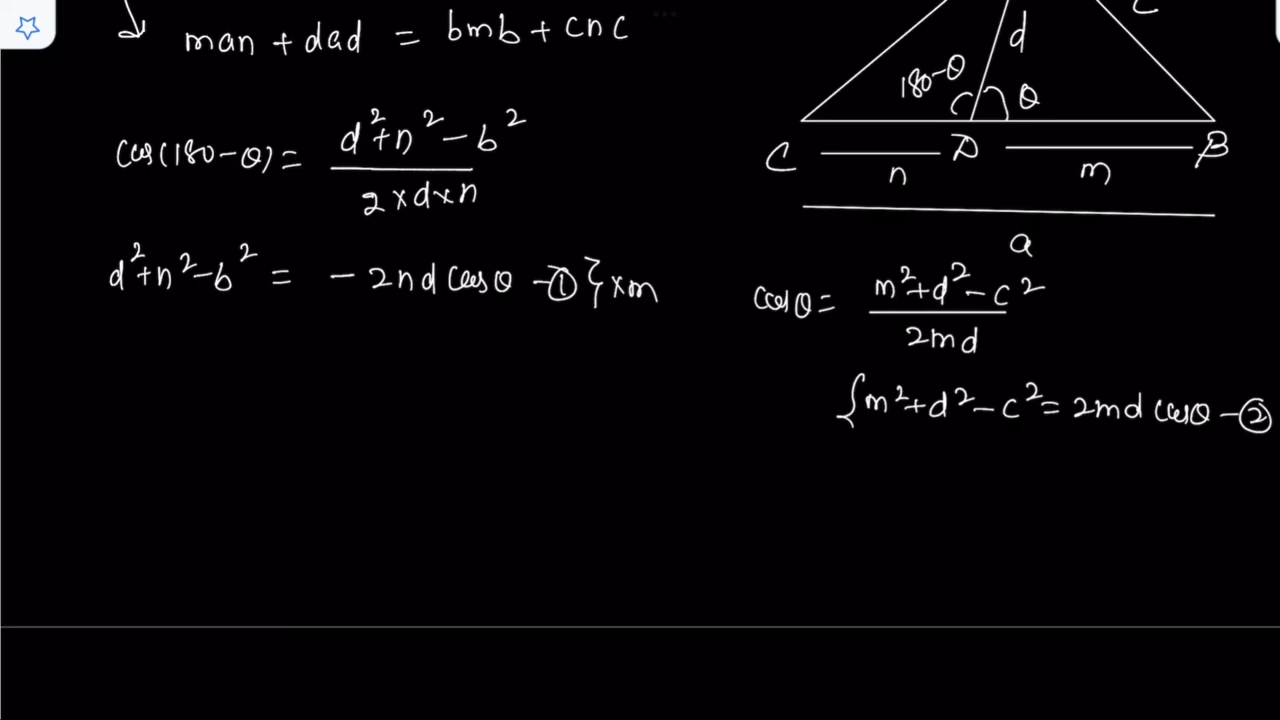 man + dad = bmb + cnc
cos(180-θ) = d²+n²-b² / 2×d×n
d²+n²-b² = -2nd cosθ -① } ×m
C
d
180-θ
θ
C D B
n m
a
cosθ = m²+d²-c² / 2md
{ m²+d²-c² = 2md cosθ -②